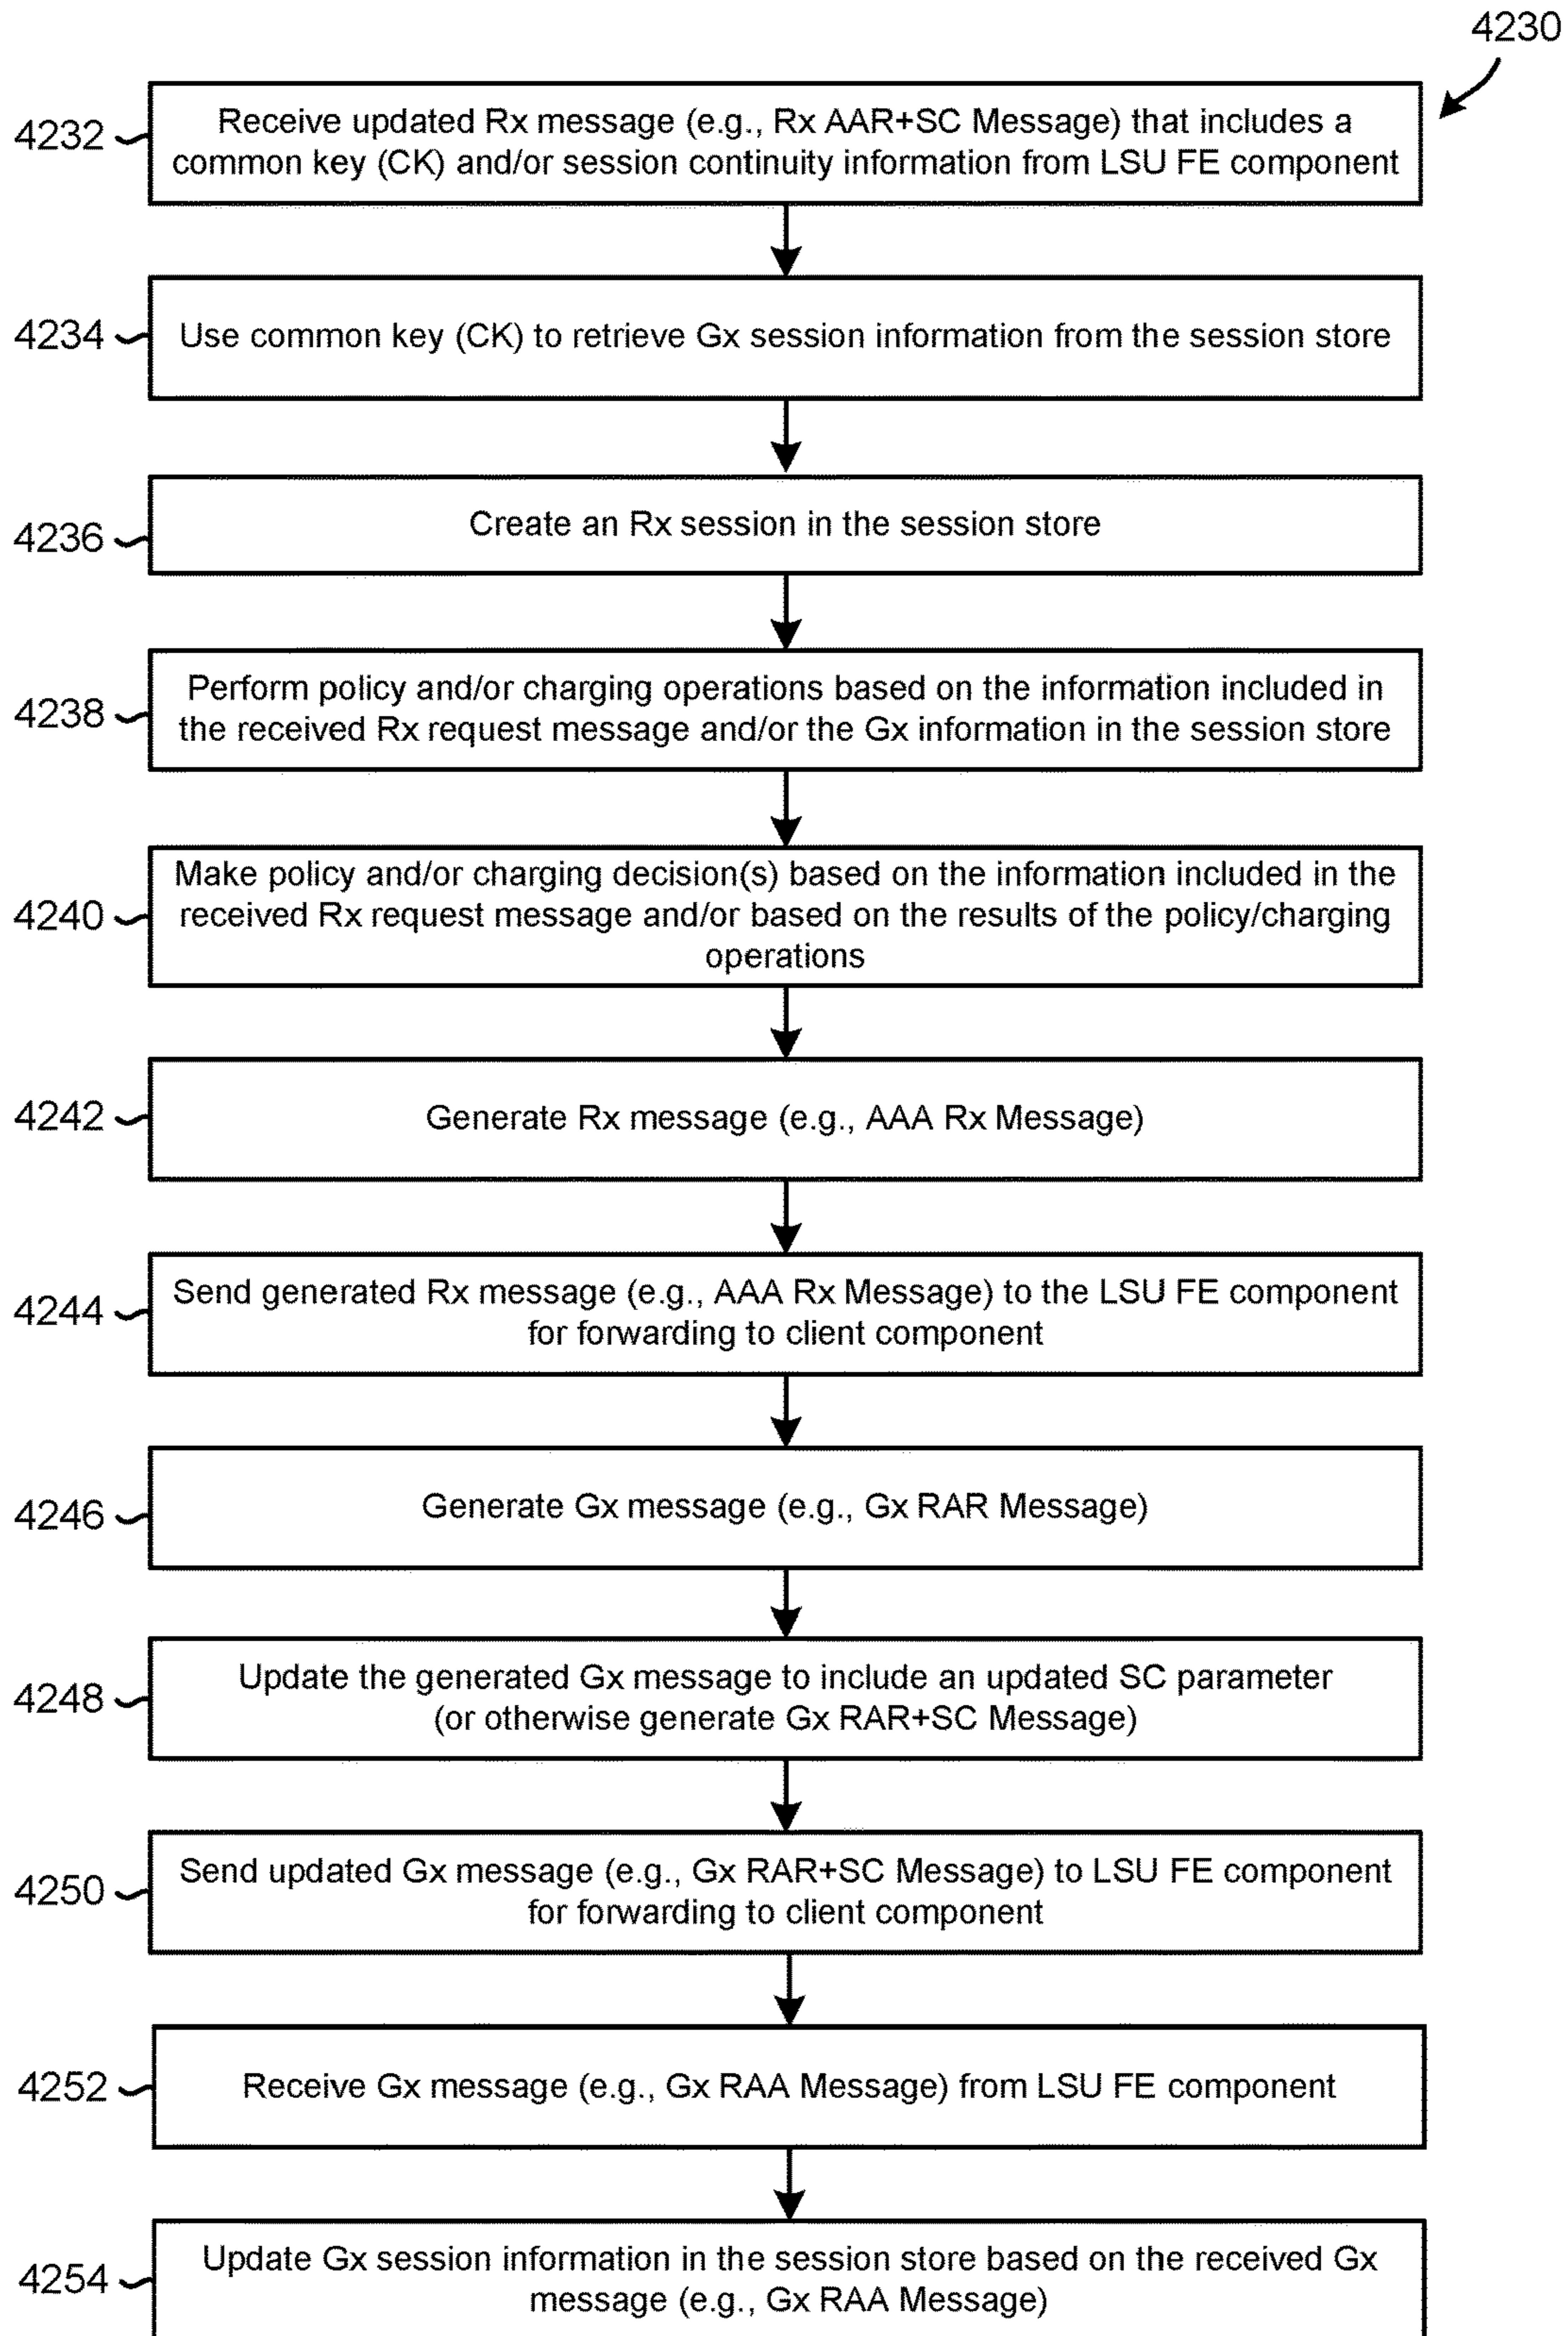 4230
4232
Receive updated Rx message (e.g., Rx AAR+SC Message) that includes a
common key (CK) and/or session continuity information from LSU FE component
4234
Use common key (CK) to retrieve Gx session information from the session store
4236
Create an Rx session in the session store
4238
Perform policy and/or charging operations based on the information included in
the received Rx request message and/or the Gx information in the session store
4240
Make policy and/or charging decision(s) based on the information included in the
received Rx request message and/or based on the results of the policy/charging
operations
4242
Generate Rx message (e.g., AAA Rx Message)
4244
Send generated Rx message (e.g., AAA Rx Message) to the LSU FE component
for forwarding to client component
4246
Generate Gx message (e.g., Gx RAR Message)
4248
Update the generated Gx message to include an updated SC parameter
(or otherwise generate Gx RAR+SC Message)
4250
Send updated Gx message (e.g., Gx RAR+SC Message) to LSU FE component
for forwarding to client component
4252
Receive Gx message (e.g., Gx RAA Message) from LSU FE component
4254
Update Gx session information in the session store based on the received Gx
message (e.g., Gx RAA Message)